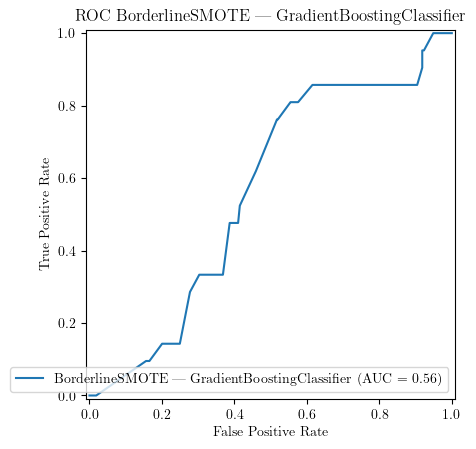 ROC BorderlineSMOTE — GradientBoostingClassifier
1.0
0.8
0.6
0.4
0.2
0.0
True Positive Rate
BorderlineSMOTE — GradientBoostingClassifier (AUC = 0.56)
0.0 0.2 0.4 0.6 0.8 1.0
False Positive Rate